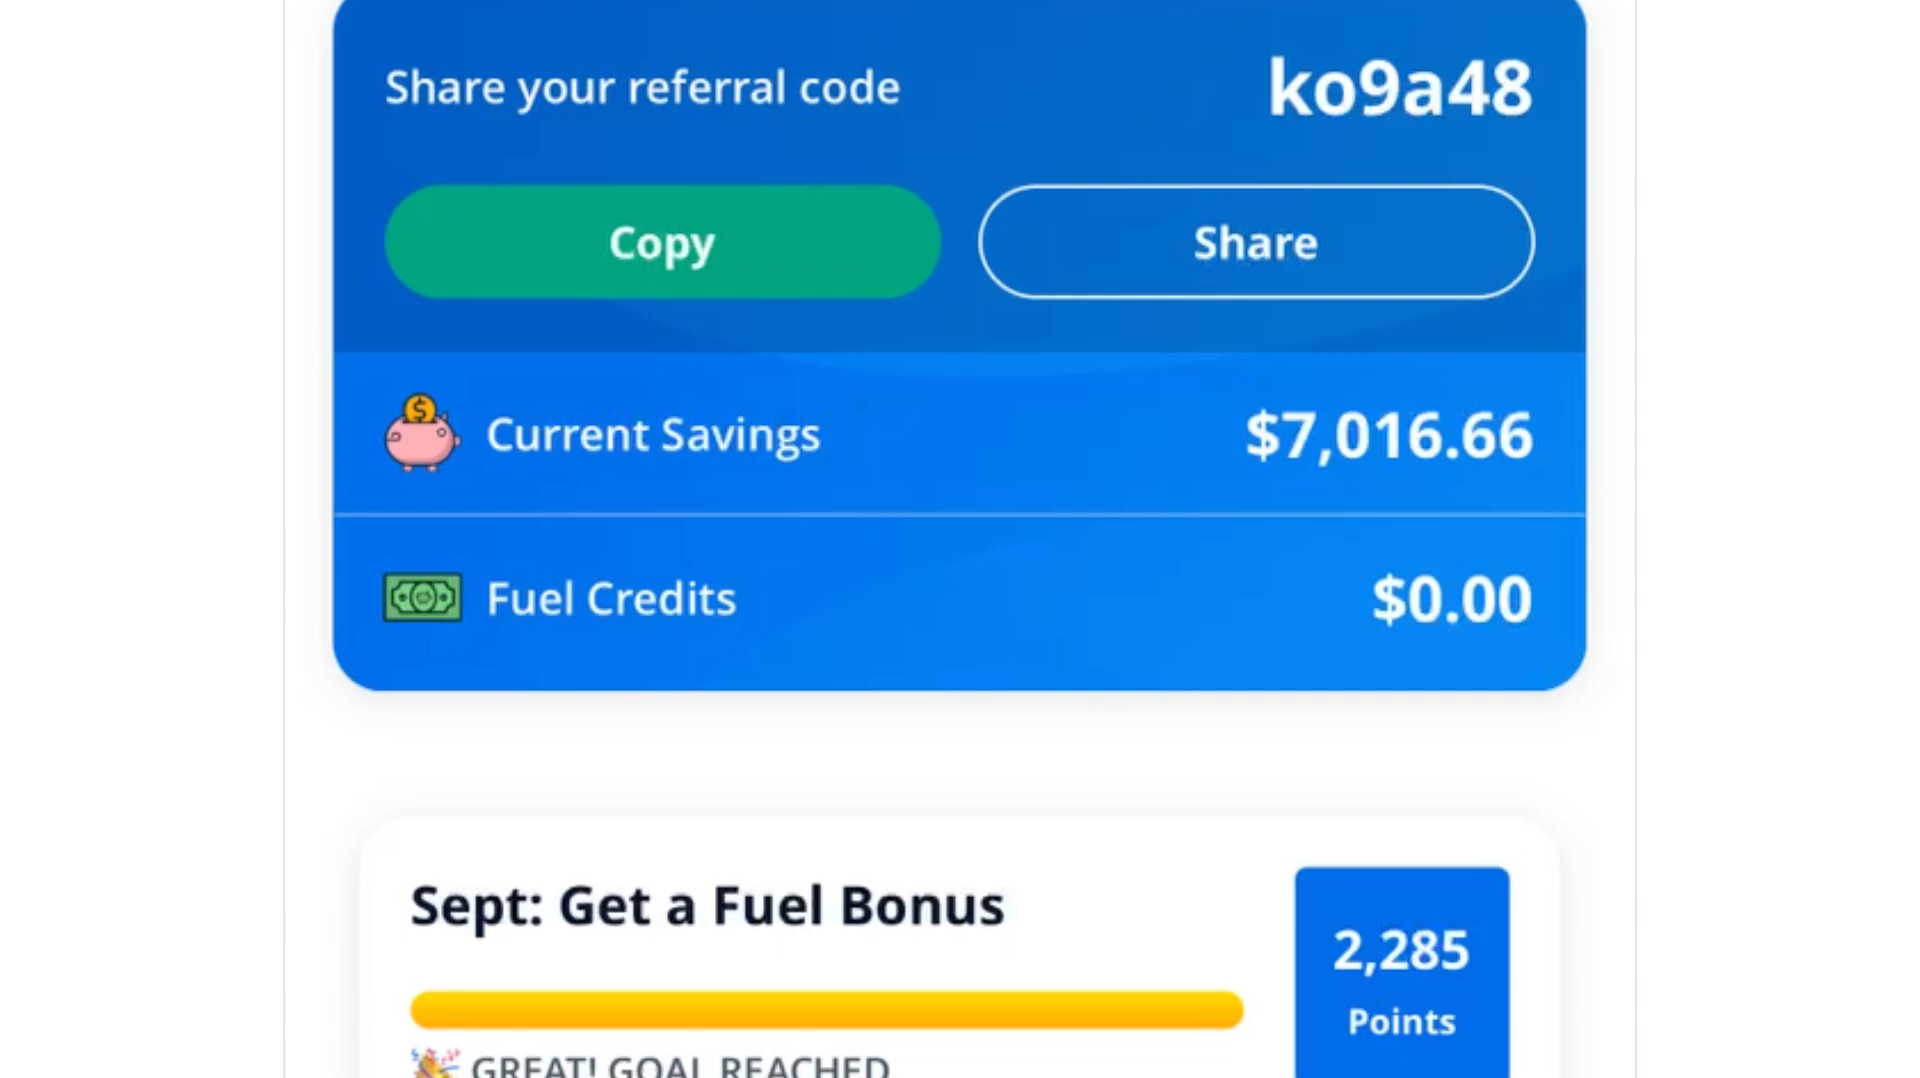 Share your referral code
ko9a48
Copy
Share
Current Savings
$7,016.66
Fuel Credits
$0.00
Sept: Get a Fuel Bonus
2,285
Points
GREAT! GOAL REACHED